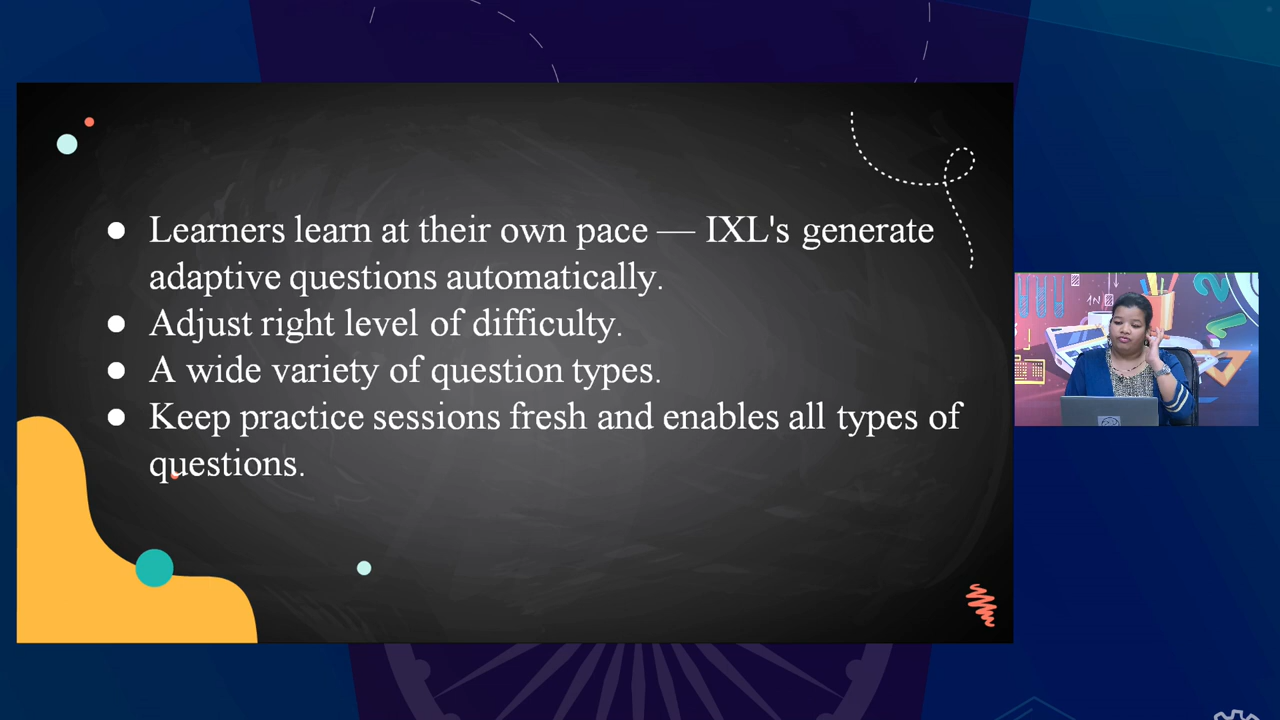 ● Learners learn at their own pace — IXL's generate
adaptive questions automatically.
● Adjust right level of difficulty.
● A wide variety of question types.
● Keep practice sessions fresh and enables all types of
questions.